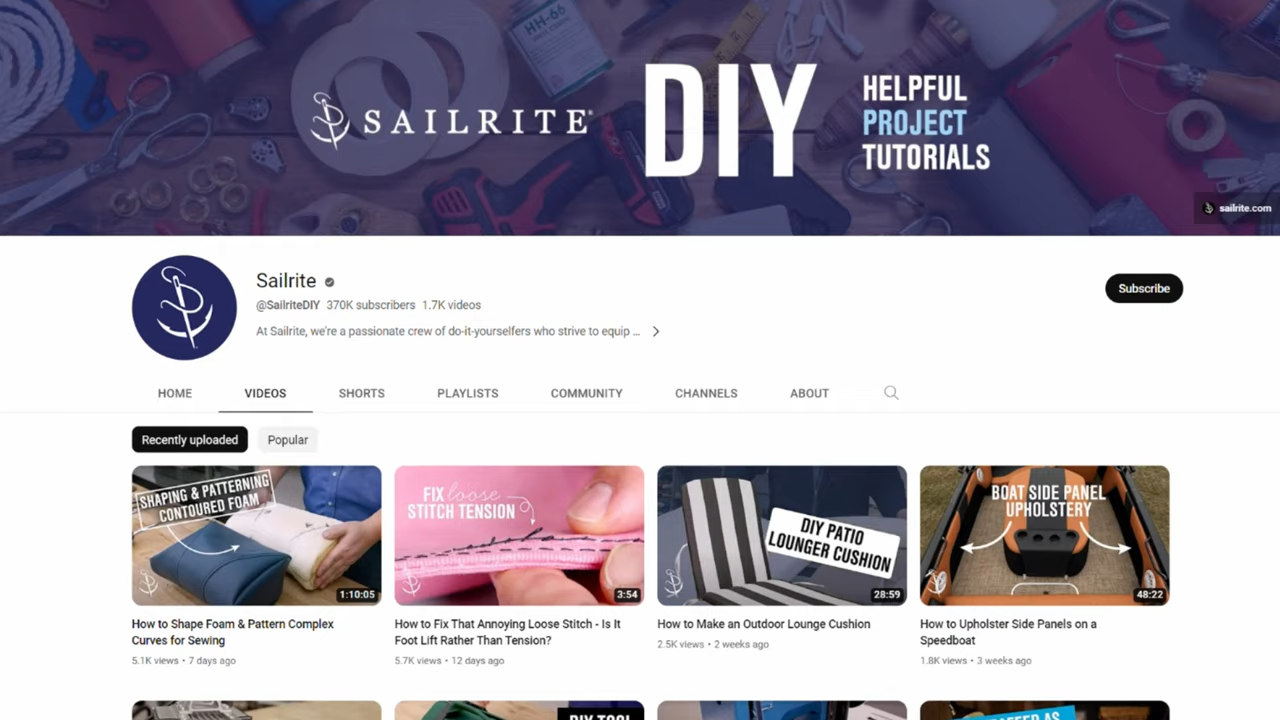 HH-66
SAILRITE®
DIY
HELPFUL
PROJECT
TUTORIALS
sailrite.com
Sailrite
@SailriteDIY 370K subscribers 1.7K videos
At Sailrite, we're a passionate crew of do-it-yourselfers who strive to equip ...
Subscribe
HOME VIDEOS SHORTS PLAYLISTS COMMUNITY CHANNELS ABOUT
Recently uploaded Popular
SHAPING & PATTERNING
CONTOURED FOAM
1:10:05
FIX loose
STITCH TENSION
3:54
DIY PATIO
LOUNGER CUSHION
28:59
BOAT SIDE PANEL
UPHOLSTERY
48:22
How to Shape Foam & Pattern Complex
Curves for Sewing
5.1K views • 7 days ago
How to Fix That Annoying Loose Stitch - Is It
Foot Lift Rather Than Tension?
5.7K views • 12 days ago
How to Make an Outdoor Lounge Cushion
2.5K views • 2 weeks ago
How to Upholster Side Panels on a
Speedboat
1.8K views • 3 weeks ago
DIY TOOL
AS